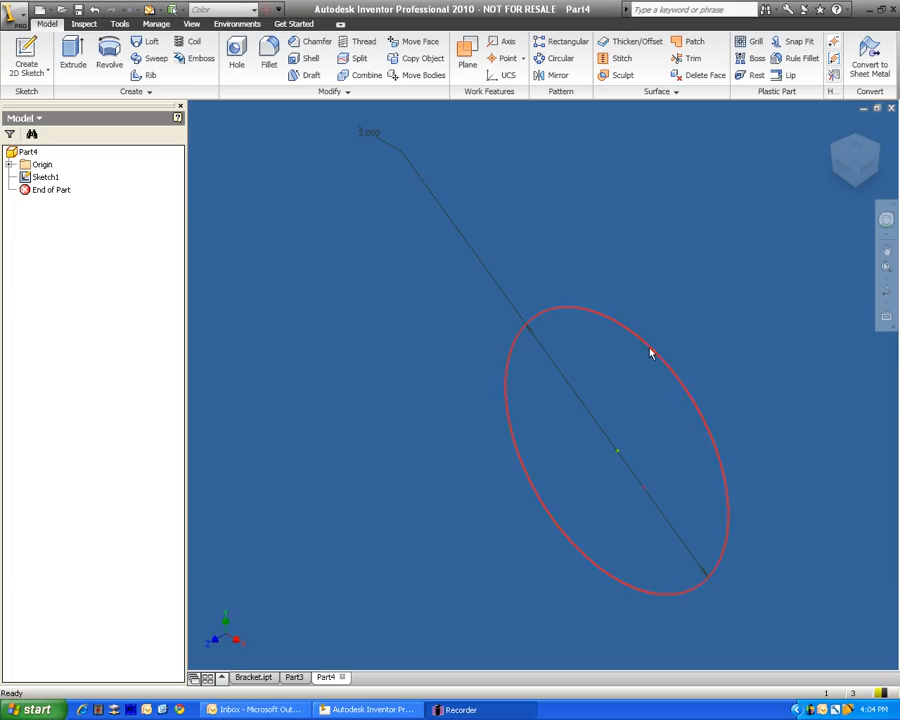 Color
Autodesk Inventor Professional 2010 - NOT FOR RESALE Part4
Type a keyword or phrase
PRO
Model Inspect Tools Manage View Environments Get Started
Create 2D Sketch
Extrude
Revolve
Loft
Sweep
Rib
Coil
Emboss
Hole
Fillet
Chamfer
Shell
Draft
Thread
Split
Combine
Move Face
Copy Object
Move Bodies
Plane
Axis
Point
UCS
Rectangular
Circular
Mirror
Thicken/Offset
Stitch
Sculpt
Patch
Trim
Delete Face
Grill
Boss
Rest
Snap Fit
Rule Fillet
Lip
Convert to Sheet Metal
Sketch Create Modify Work Features Pattern Surface Plastic Part H... Convert
Model
Part4
Origin
Sketch1
End of Part
3.000
Y
Z
X
Bracket.ipt Part3 Part4
Ready
1 3
start
Inbox - Microsoft Out...
Autodesk Inventor Pr...
Recorder
4:04 PM